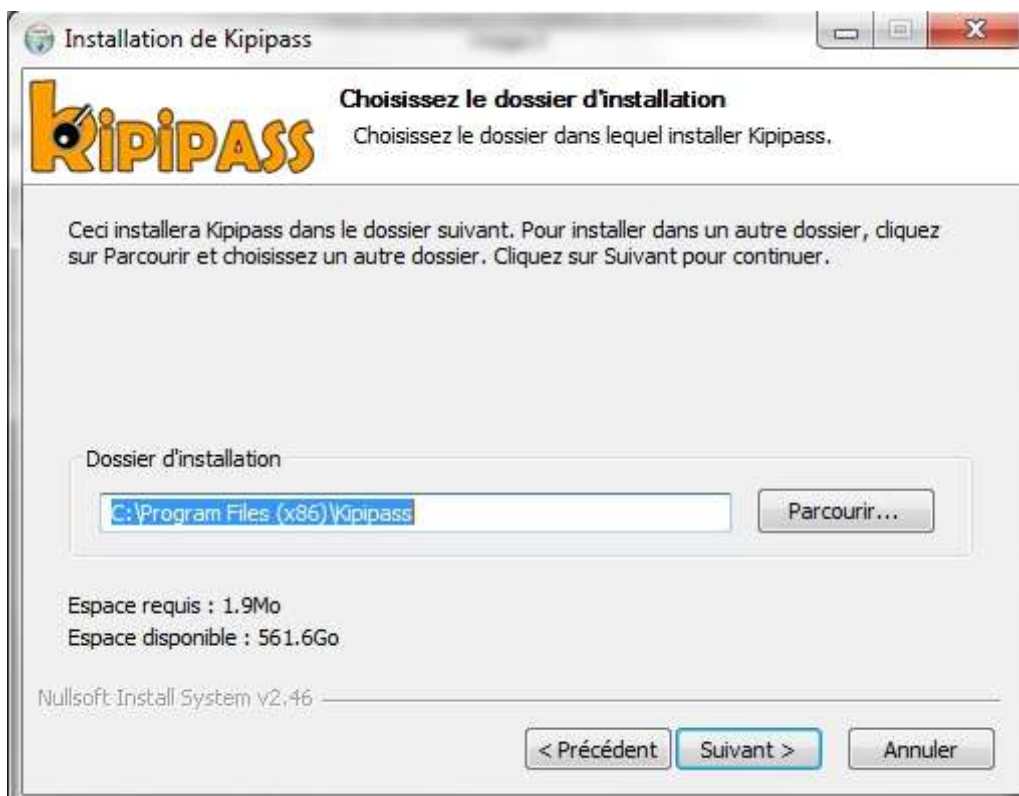 Installation de Kipipass
kipipass
Choisissez le dossier d'installation
Choisissez le dossier dans lequel installer Kipipass.
Ceci installera Kipipass dans le dossier suivant. Pour installer dans un autre dossier, cliquez
sur Parcourir et choisissez un autre dossier. Cliquez sur Suivant pour continuer.
Dossier d'installation
C:\Program Files (x86)\Kipipass
Parcourir...
Espace requis : 1.9Mo
Espace disponible : 561.6Go
Nullsoft Install System v2.46
< Précédent
Suivant >
Annuler